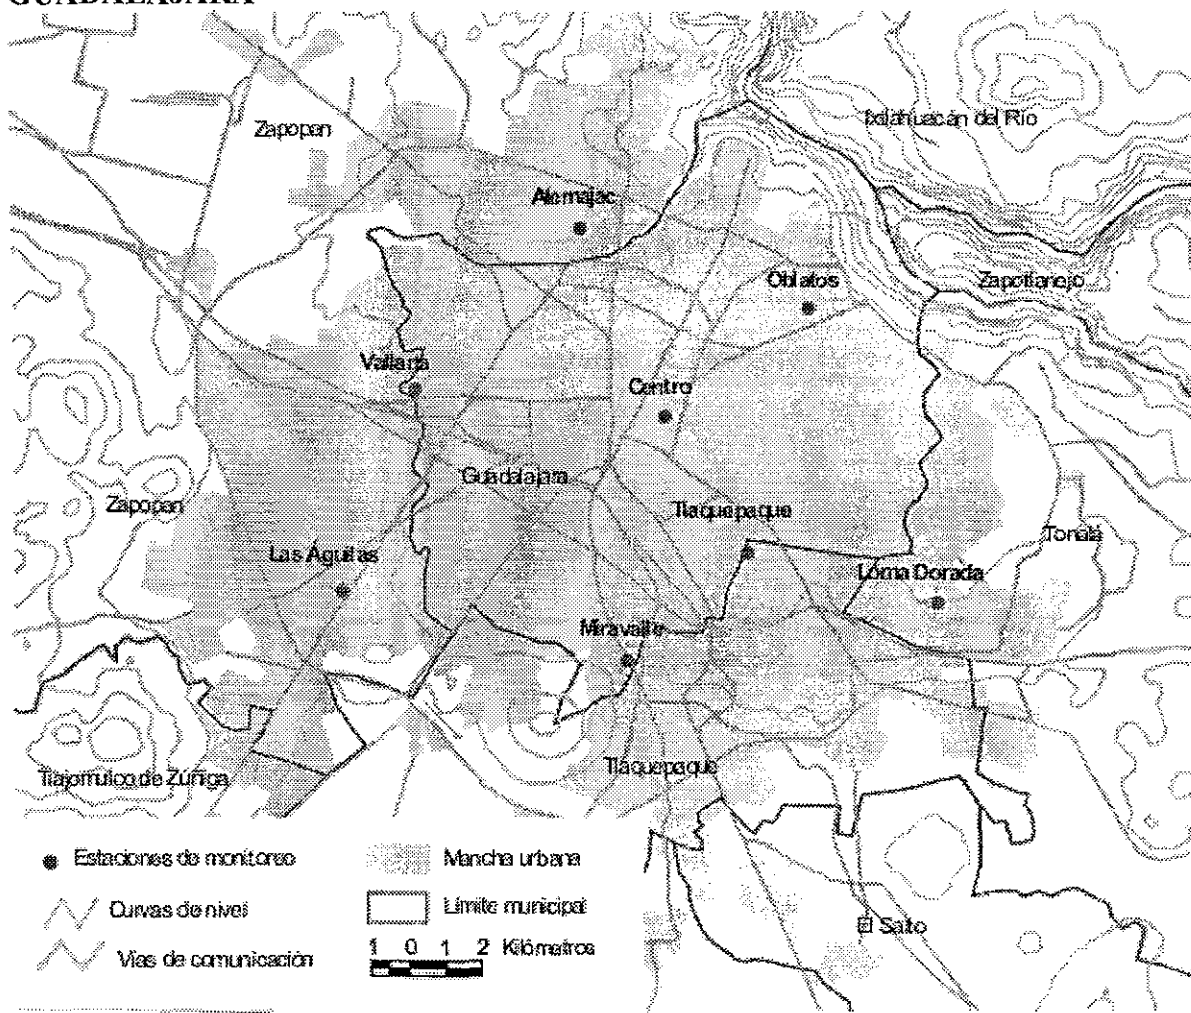 GUADALAJARA
Ixtlahuacán del Río
Zapopan
Atemajac
Oblatos
Zapotlanejo
Vallarta
Centro
Guadalajara
Zapopan
Tlaquepaque
Tonalá
Las Aguilas
Loma Dorada
Miravalle
Tlaquepaque
Tlajomulco de Zúñiga
Estaciones de monitoreo
Mancha urbana
Curvas de nivel
Límite municipal
El Salto
1 0 1 2 Kilómetros
Vías de comunicación